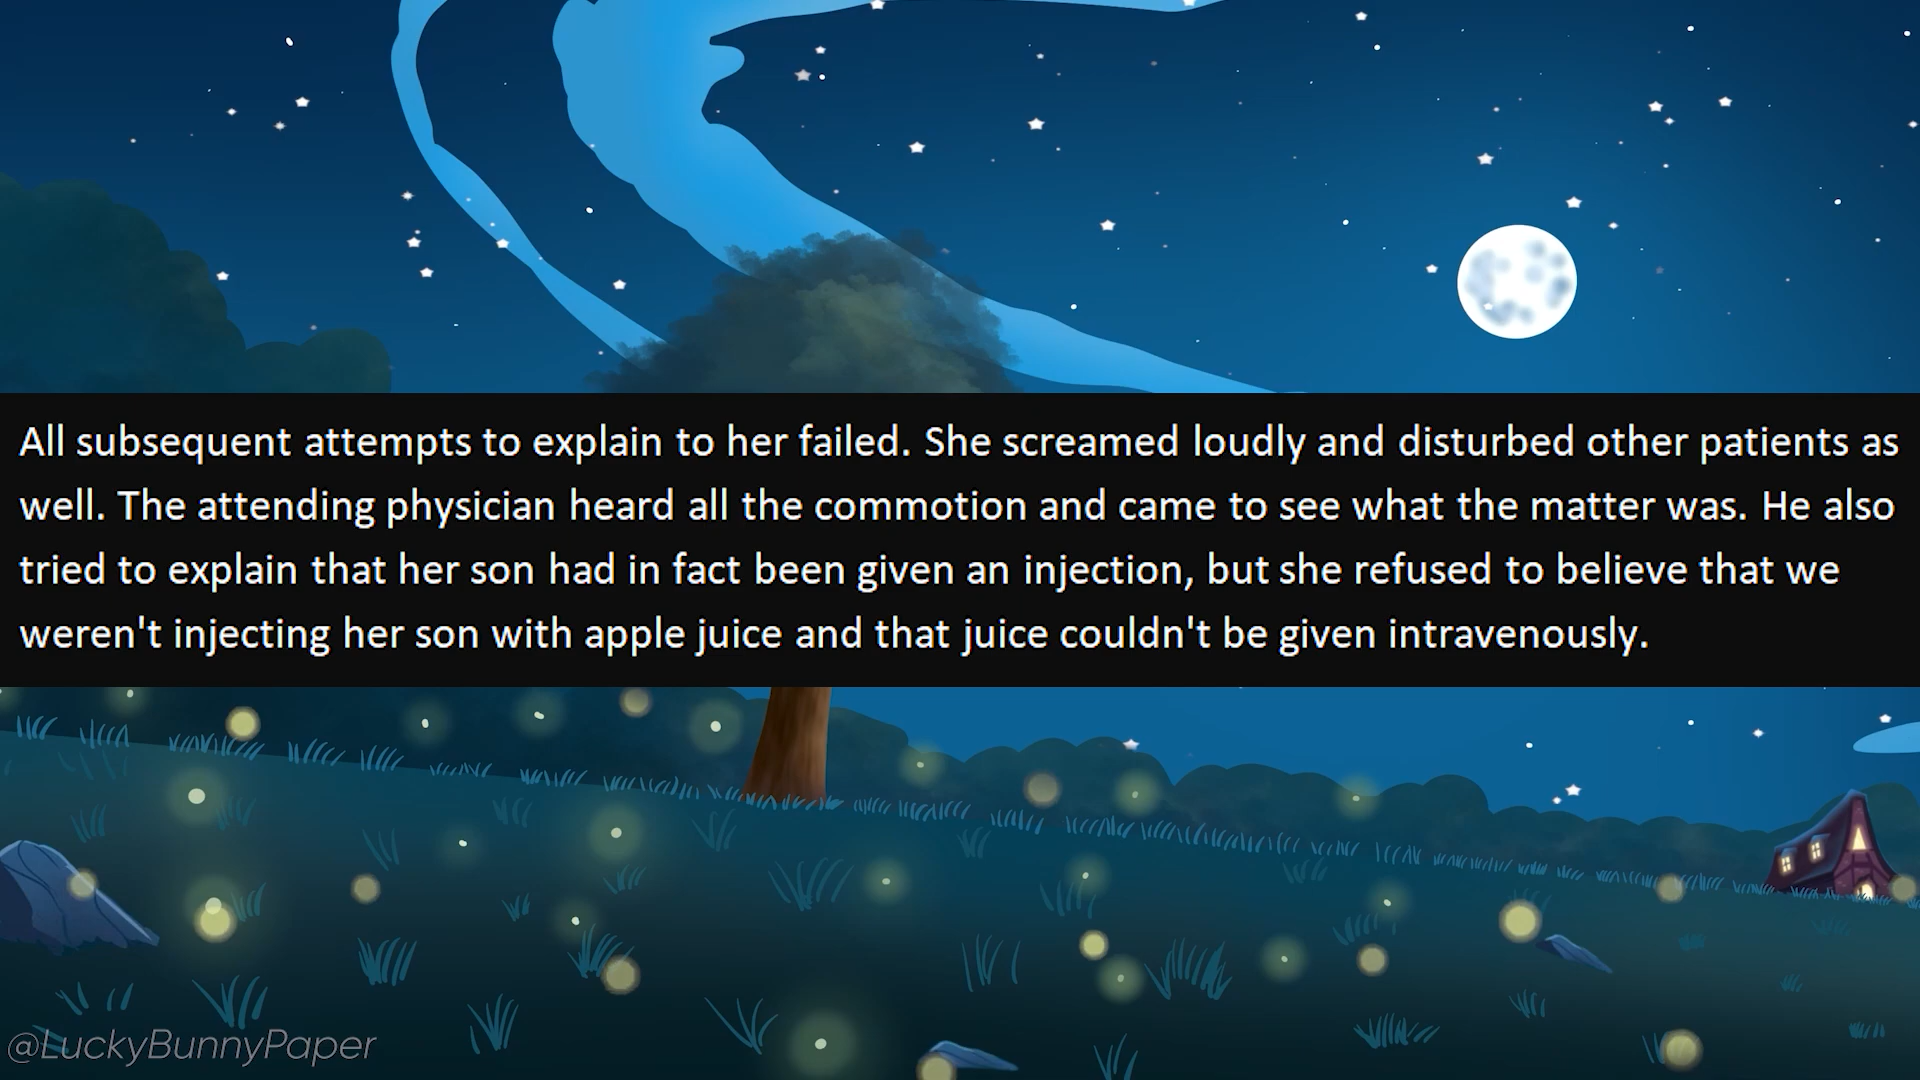 All subsequent attempts to explain to her failed. She screamed loudly and disturbed other patients as
well. The attending physician heard all the commotion and came to see what the matter was. He also
tried to explain that her son had in fact been given an injection, but she refused to believe that we
weren't injecting her son with apple juice and that juice couldn't be given intravenously.
@LuckyBunnyPaper